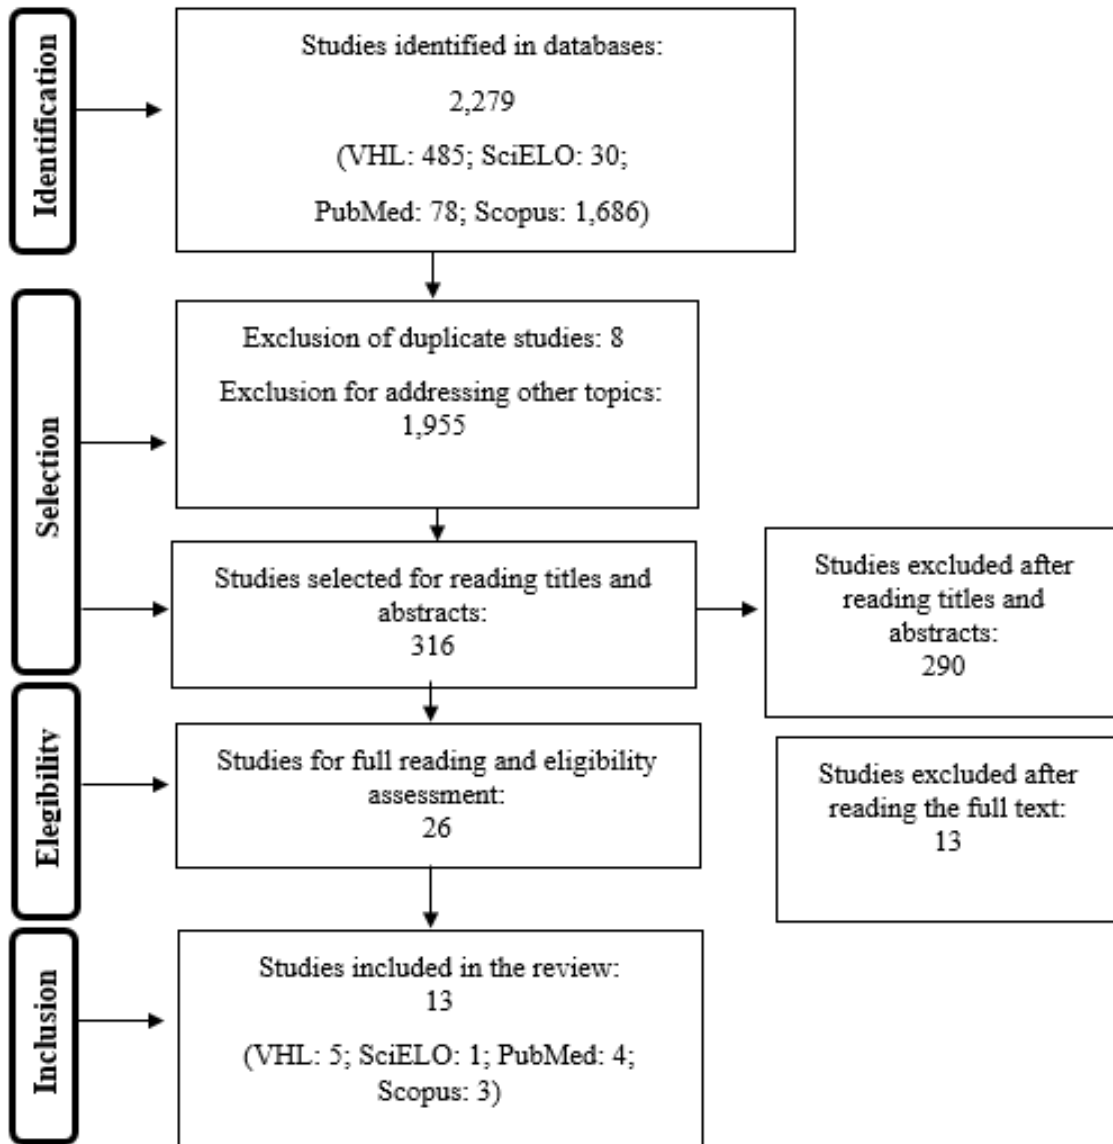 Identification
Studies identified in databases:
2,279
(VHL: 485; SciELO: 30;
PubMed: 78; Scopus: 1,686)
Selection
Exclusion of duplicate studies: 8
Exclusion for addressing other topics:
1,955
Studies selected for reading titles and
abstracts:
316
Studies excluded after
reading titles and
abstracts:
290
Elegibility
Studies for full reading and eligibility
assessment:
26
Studies excluded after
reading the full text:
13
Inclusion
Studies included in the review:
13
(VHL: 5; SciELO: 1; PubMed: 4;
Scopus: 3)